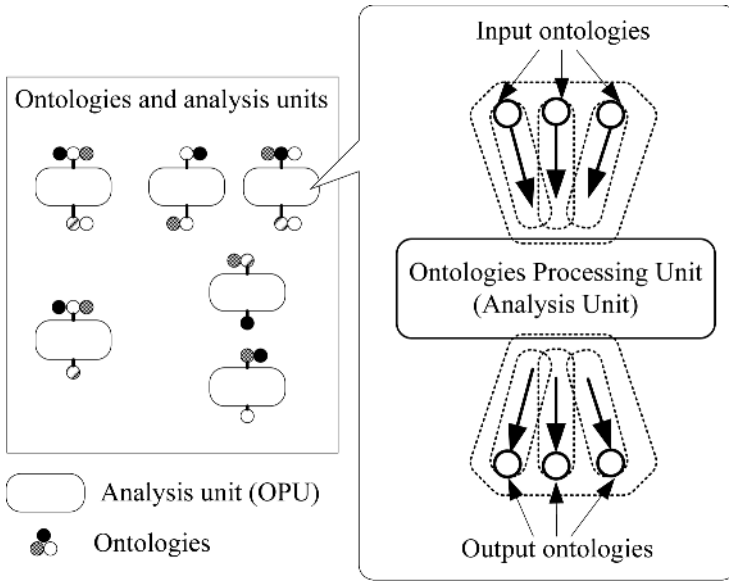 Ontologies and analysis units
Analysis unit (OPU)
Ontologies
Input ontologies
Ontologies Processing Unit
(Analysis Unit)
Output ontologies